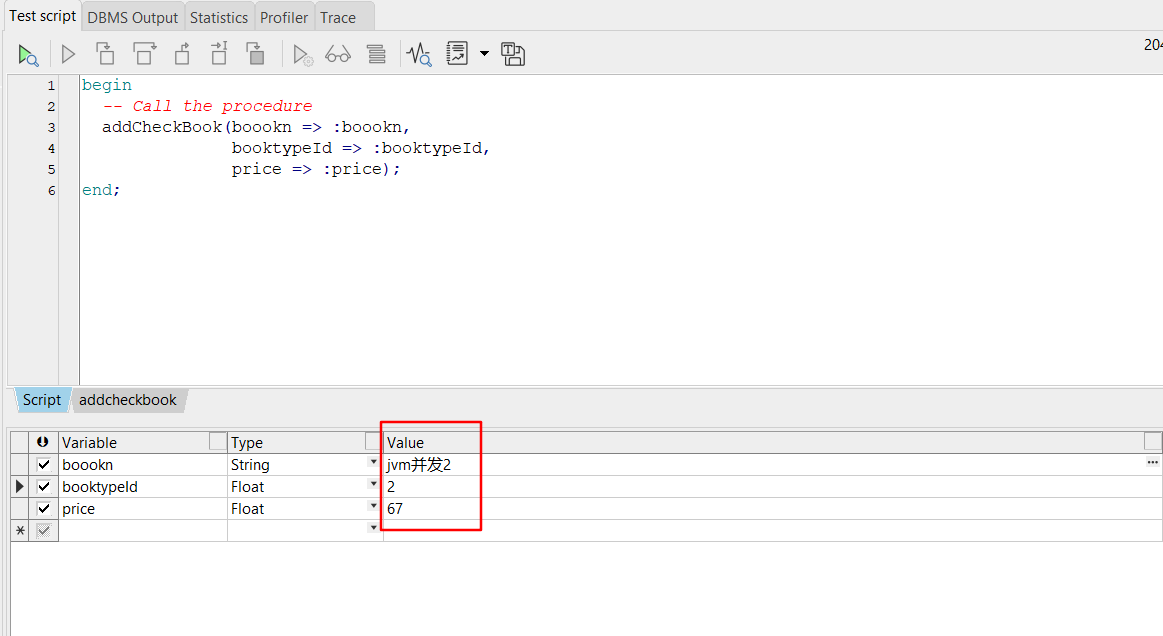 Test script DBMS Output Statistics Profiler Trace
204
1 begin
2 -- Call the procedure
3 addCheckBook(boookn => :boookn,
4 booktypeId => :booktypeId,
5 price => :price);
6 end;
Script addcheckbook
Variable Type Value
boookn String jvm并发2
booktypeId Float 2
price Float 67